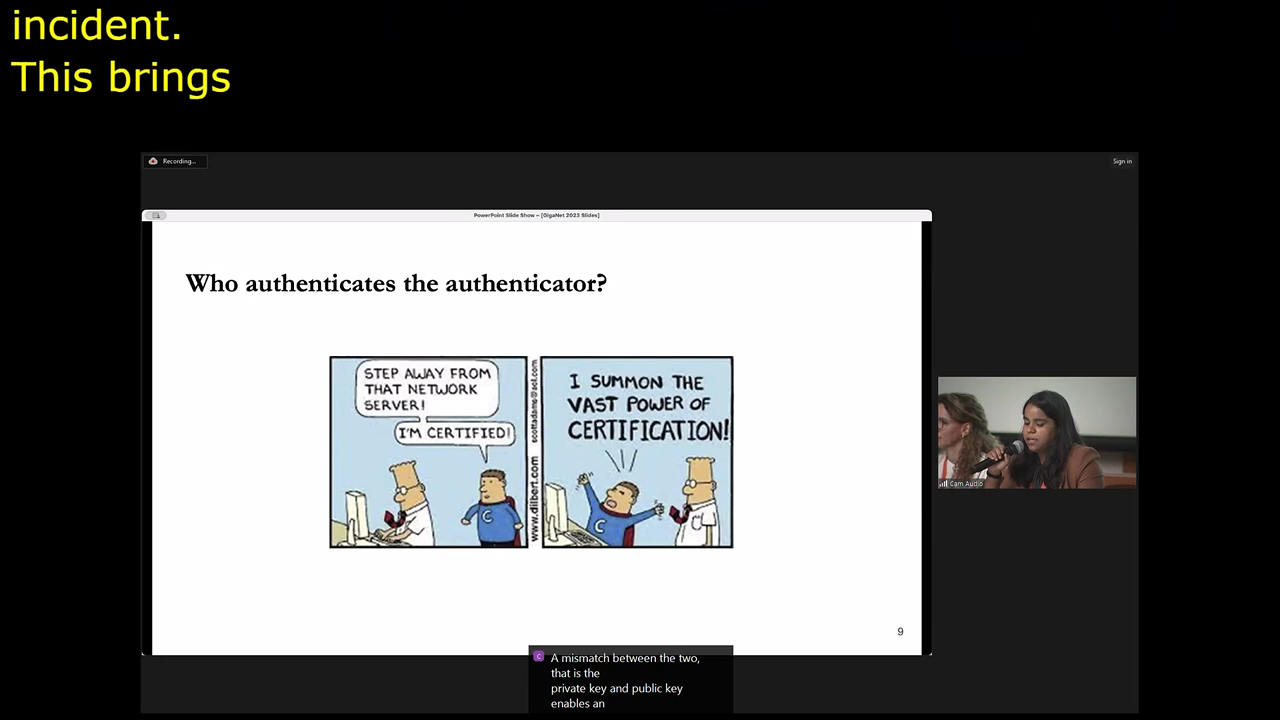 incident.
This brings
Recording...
Sign in
PowerPoint Slide Show – [GigaNet 2023 Slides]
Who authenticates the authenticator?
STEP AWAY FROM
THAT NETWORK
SERVER!
I'M CERTIFIED!
C
www.dilbert.com scottadams@aol.com
I SUMMON THE
VAST POWER OF
CERTIFICATION!
C
Cam Audio
9
C
A mismatch between the two,
that is the
private key and public key
enables an